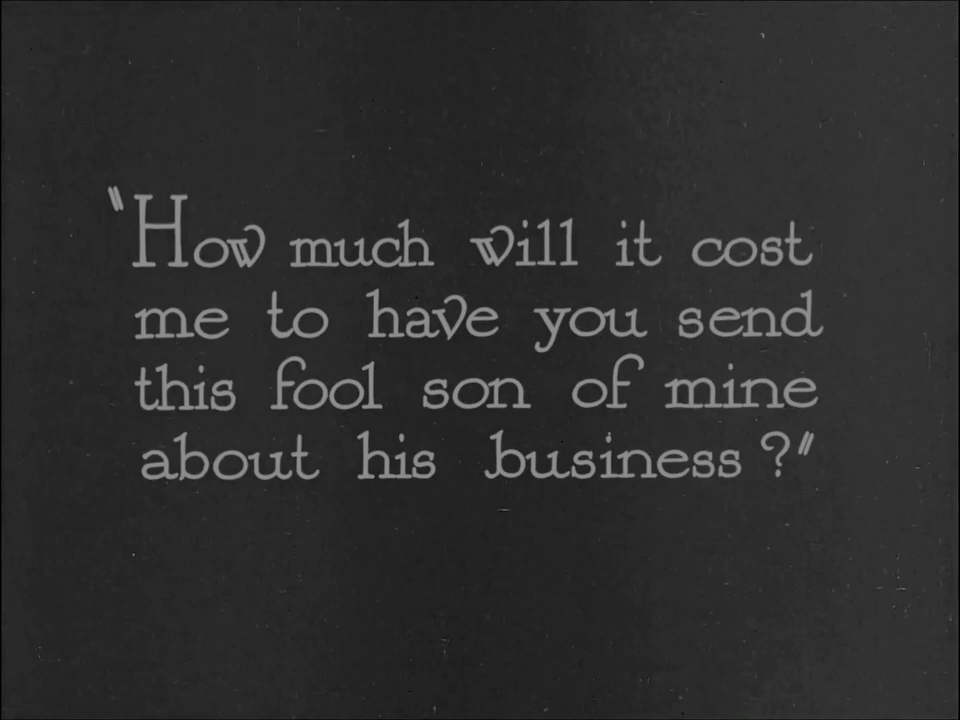 "How much will it cost
me to have you send
this fool son of mine
about his business?"